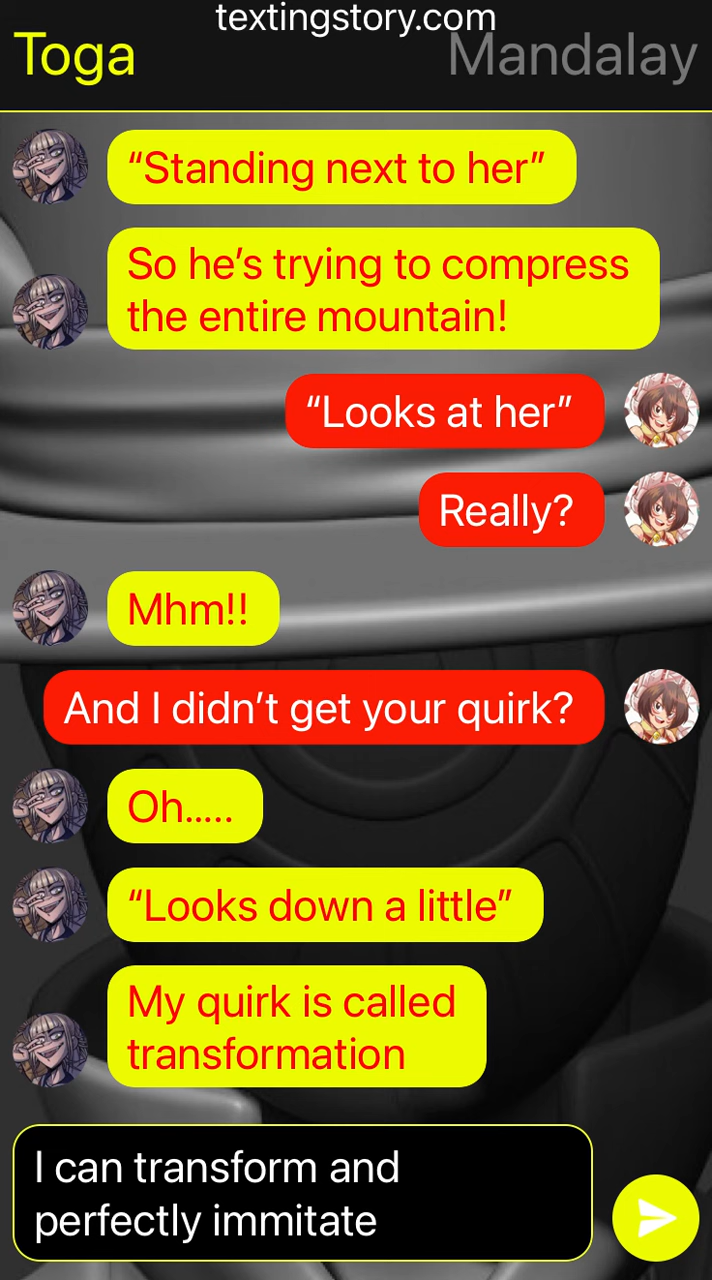 textingstory.com
Toga
Mandalay
“Standing next to her”
So he’s trying to compress
the entire mountain!
“Looks at her”
Really?
Mhm!!
And I didn’t get your quirk?
Oh.....
“Looks down a little”
My quirk is called
transformation
I can transform and
perfectly immitate